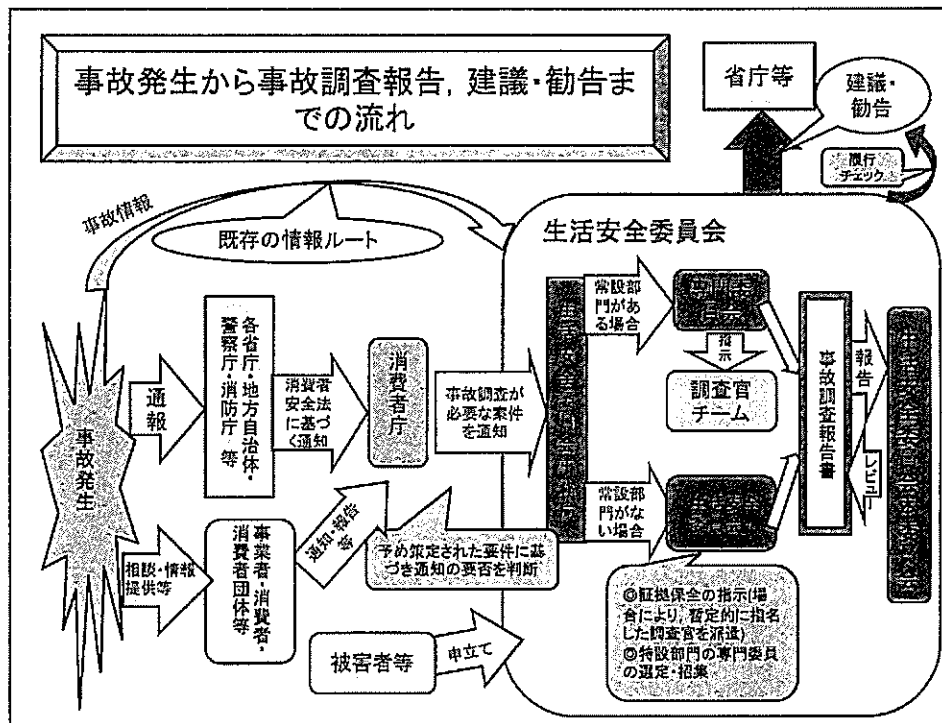 事故発生から事故調査報告，建議・勧告ま
での流れ
省庁等
建議・
勧告
履行
チェック
事故情報
既存の情報ルート
生活安全委員会
事故発生
通報
各省庁・地方自治体・
警察庁・消防庁 等
消費者
安全法
に基づ
く通知
消費者庁
事故調査が
必要な案件
を通知
常設部
門があ
る場合
指示
調査官
チーム
常設部
門がな
い場合
事故調査報告書
報告
レビュー
相談・情報
提供等
事業者・消費者・
消費者団体等
通知・報告
等
予め策定された要件に基
づき通知の要否を判断
被害者等
申立て
◎証拠保全の指示(場
合により，暫定的に指名
した調査官を派遣)
◎特設部門の専門委員
の選定・招集